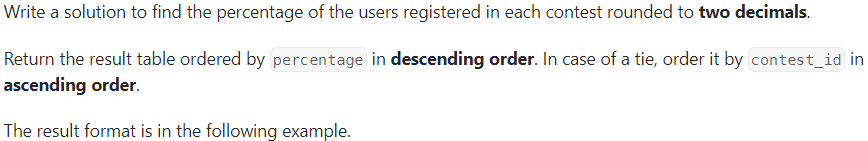 Write a solution to find the percentage of the users registered in each contest rounded to two decimals.
Return the result table ordered by percentage in descending order. In case of a tie, order it by contest_id in
ascending order.
The result format is in the following example.